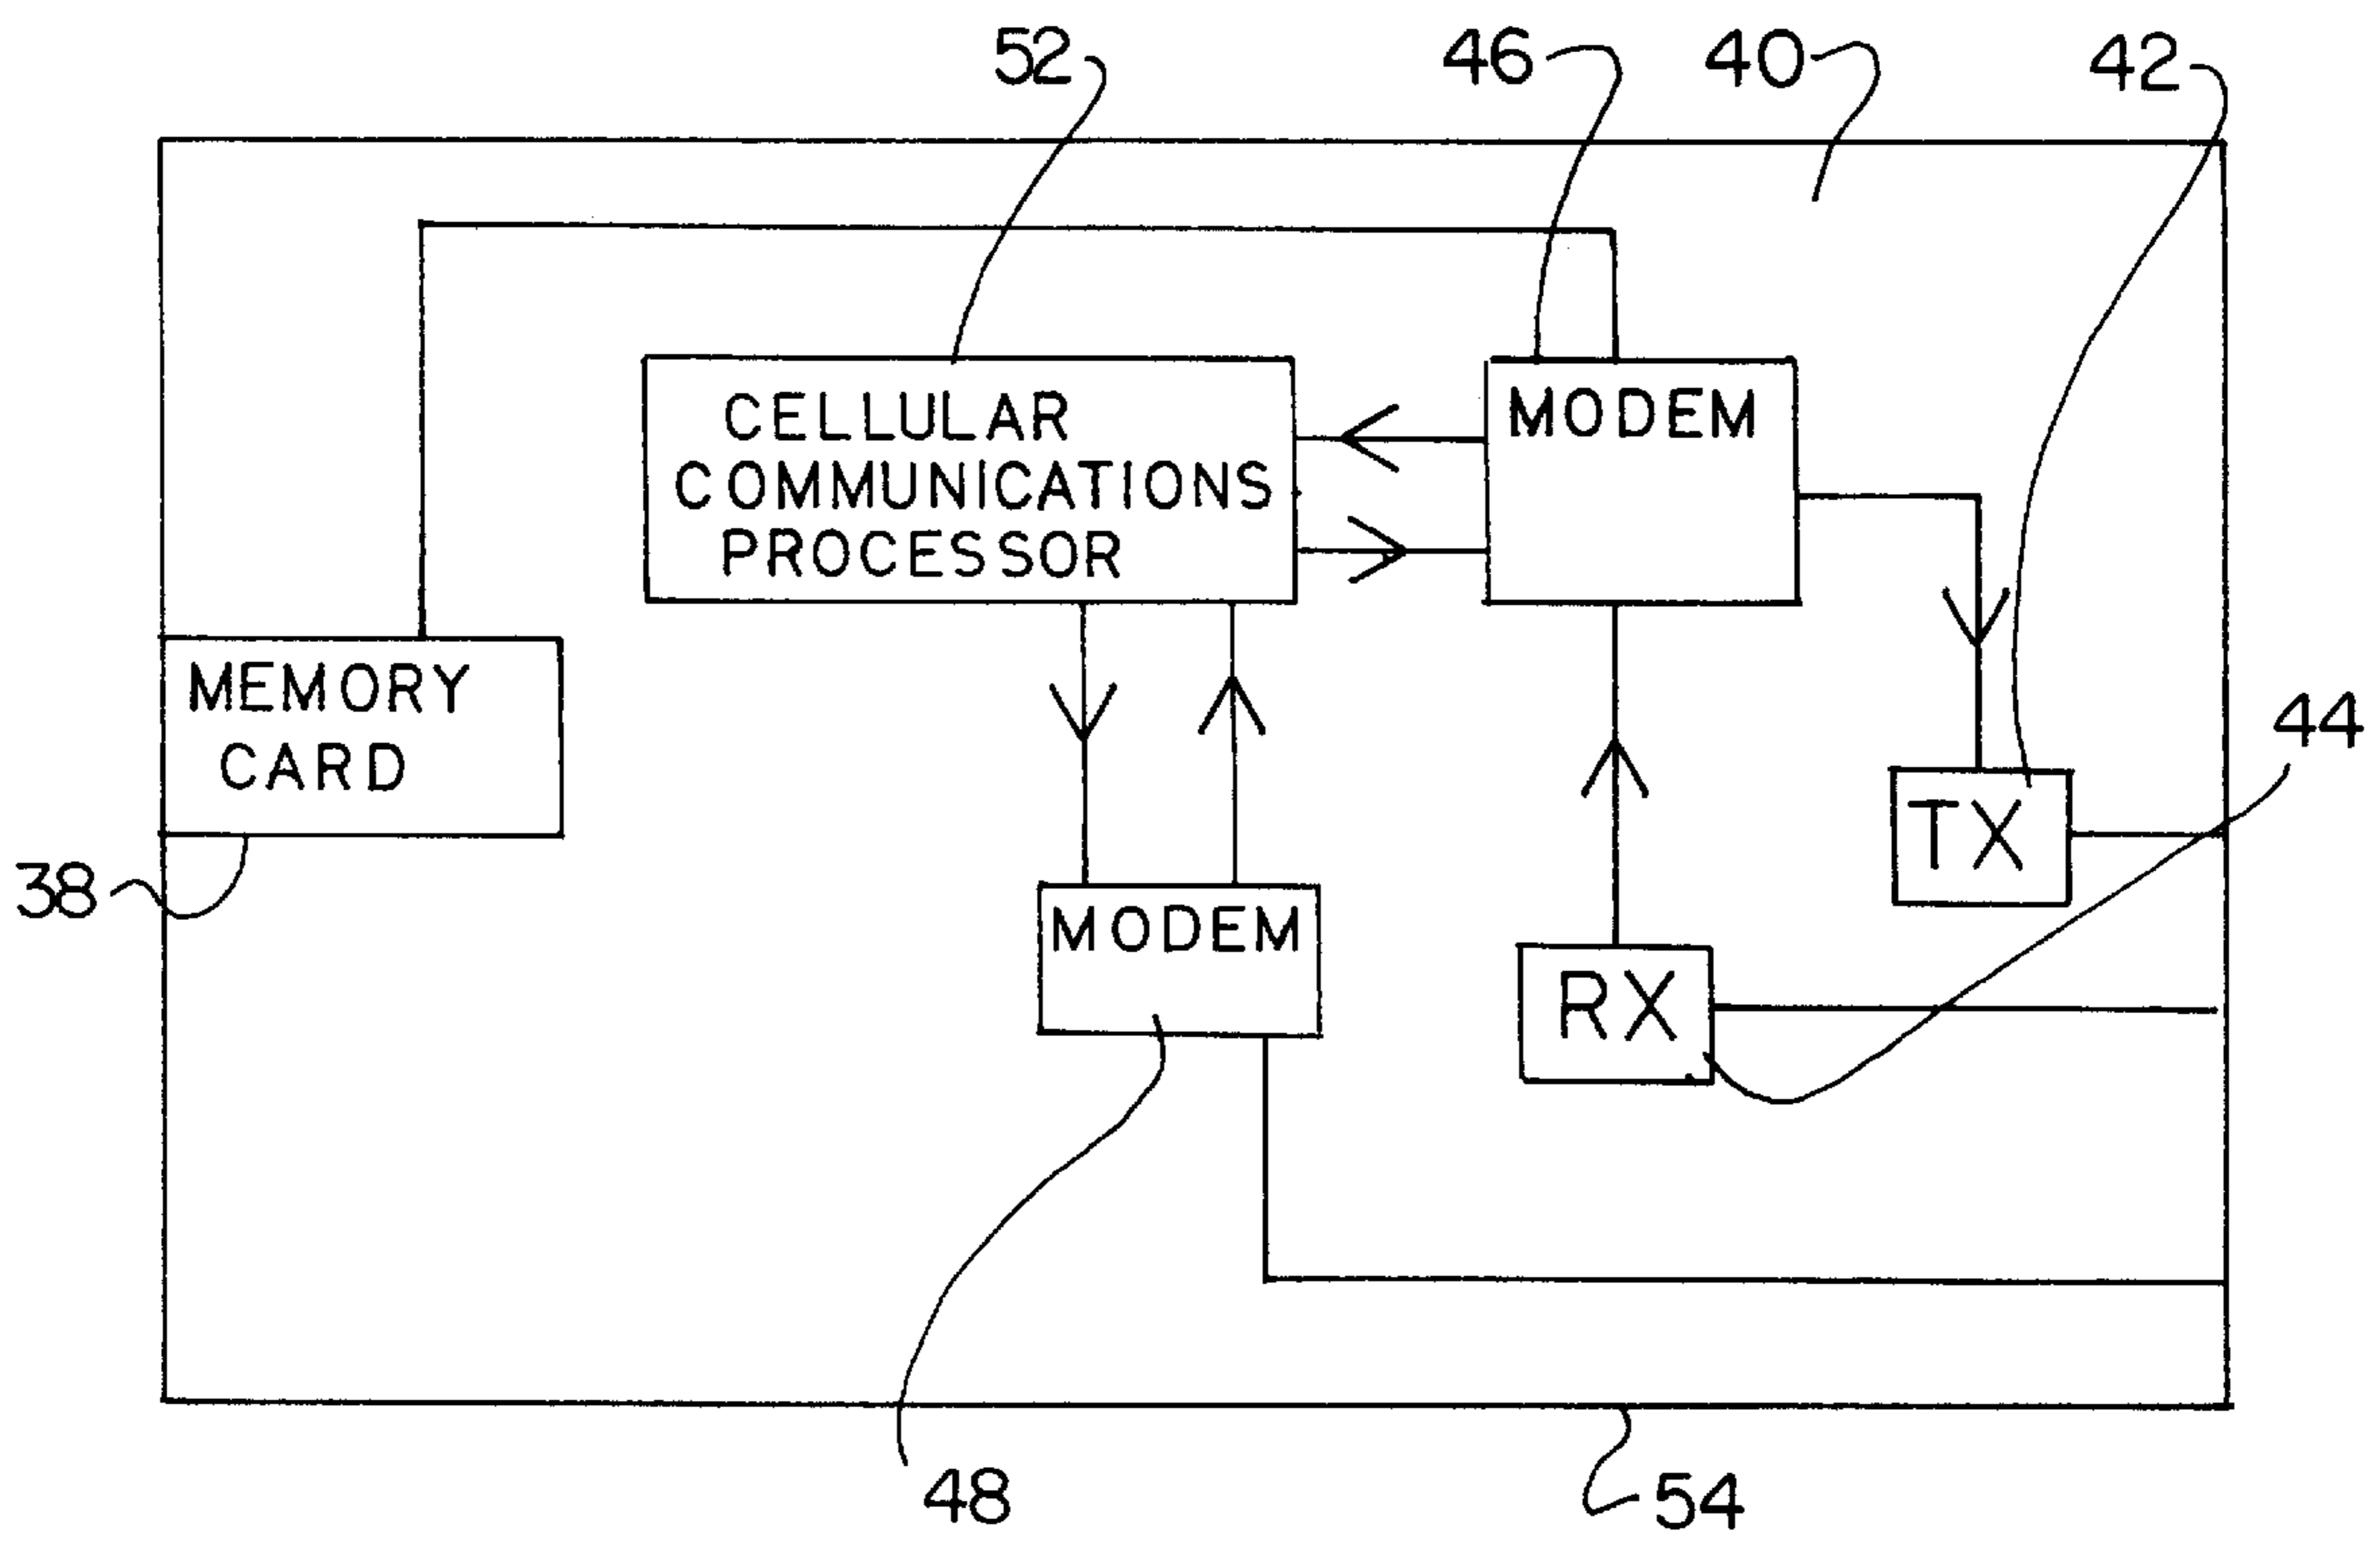 52
46
40
42
CELLULAR
COMMUNICATIONS
PROCESSOR
MODEM
MEMORY
CARD
44
TX
38
MODEM
RX
48
54